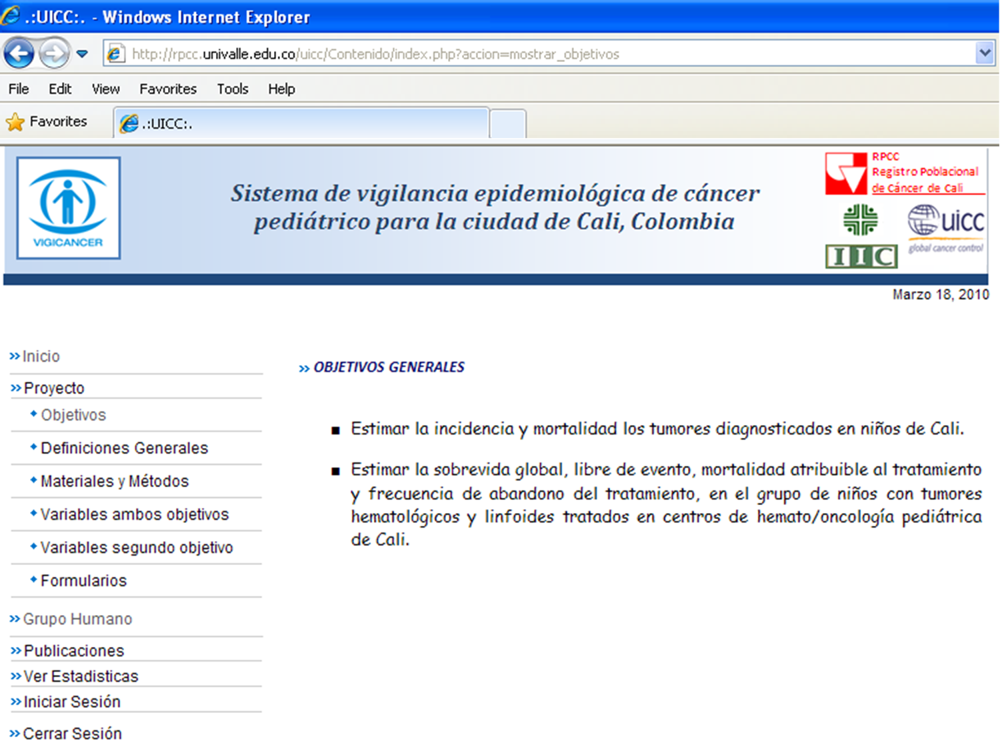 .:UICC:. - Windows Internet Explorer
http://rpcc.univalle.edu.co/uicc/Contenido/index.php?accion=mostrar_objetivos
File Edit View Favorites Tools Help
Favorites .:UICC:.
VIGICANCER
Sistema de vigilancia epidemiológica de cáncer
pediátrico para la ciudad de Cali, Colombia
RPCC
Registro Poblacional
de Cáncer de Cali
uicc
global cancer control
IIC
Marzo 18, 2010
Inicio
Proyecto
Objetivos
Definiciones Generales
Materiales y Métodos
Variables ambos objetivos
Variables segundo objetivo
Formularios
Grupo Humano
Publicaciones
Ver Estadisticas
Iniciar Sesión
Cerrar Sesión
OBJETIVOS GENERALES
Estimar la incidencia y mortalidad los tumores diagnosticados en niños de Cali.
Estimar la sobrevida global, libre de evento, mortalidad atribuible al tratamiento
y frecuencia de abandono del tratamiento, en el grupo de niños con tumores
hematológicos y linfoides tratados en centros de hemato/oncología pediátrica
de Cali.